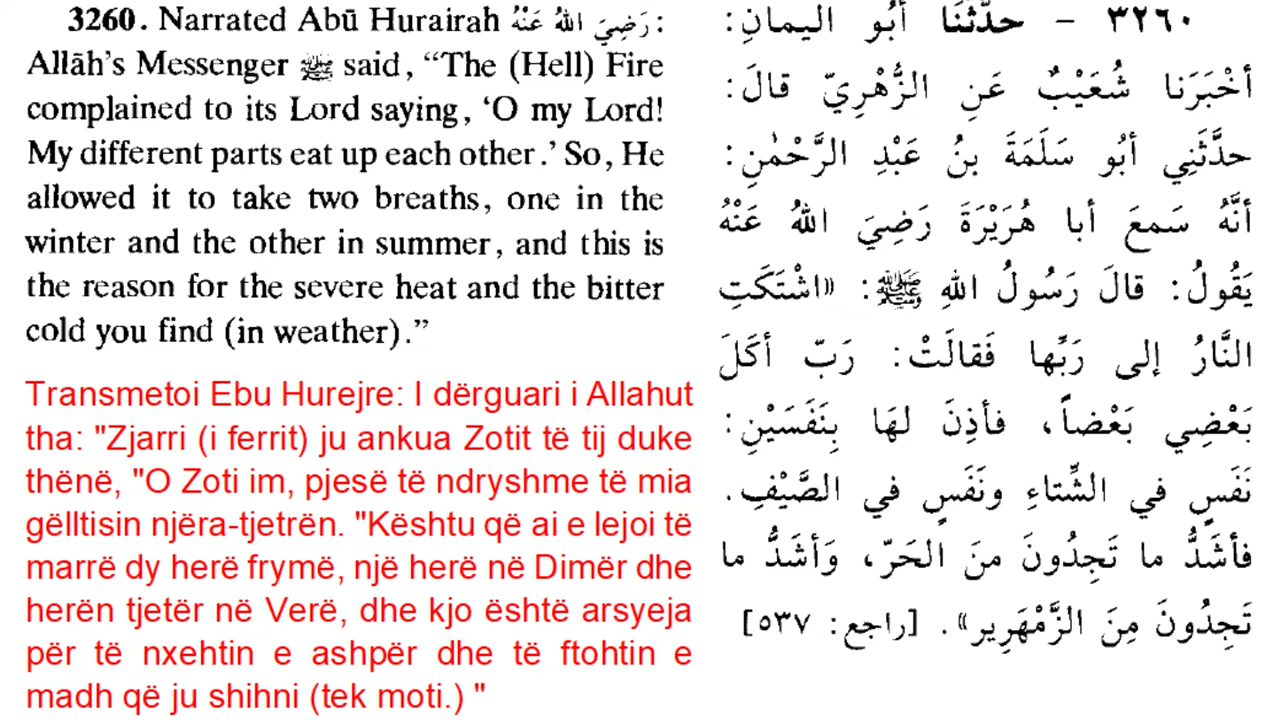 3260. Narrated Abū Hurairah رَضِيَ اللهُ عَنْهُ:
Allāh's Messenger ﷺ said, “The (Hell) Fire
complained to its Lord saying, ‘O my Lord!
My different parts eat up each other.’ So, He
allowed it to take two breaths, one in the
winter and the other in summer, and this is
the reason for the severe heat and the bitter
cold you find (in weather).”
Transmetoi Ebu Hurejre: I dërguari i Allahut
tha: "Zjarri (i ferrit) ju ankua Zotit të tij duke
thënë, "O Zoti im, pjesë të ndryshme të mia
gëlltisin njëra-tjetrën. "Kështu që ai e lejoi të
marrë dy herë frymë, një herë në Dimër dhe
herën tjetër në Verë, dhe kjo është arsyeja
për të nxehtin e ashpër dhe të ftohtin e
madh që ju shihni (tek moti.) "
٣٢٦٠ - حدَّثَنَا أَبُو اليمانِ:
أخْبَرَنا شُعَيْبٌ عَنِ الزُّهْرِيّ قالَ:
حدَّثَنِي أبُو سَلَمَةَ بنُ عَبْدِ الرَّحْمٰنِ:
أنَّهُ سَمعَ أبا هُرَيْرَةَ رَضِيَ اللهُ عَنْهُ
يَقُولُ: قالَ رَسُولُ اللهِ ﷺ: «اشْتَكَتِ
النَّارُ إلى رَبِّها فَقالَتْ: رَبّ أكَلَ
بَعْضِي بَعْضاً، فأذِنَ لهَا بِنَفَسَيْنِ:
نَفَسٍ في الشِّتاءِ ونَفَسٍ في الصَّيْفِ.
فأشَدُّ ما تَجِدُونَ منَ الحَرّ، وَأشَدُّ ما
تَجِدُونَ مِنَ الزَّمْهَرِيرِ». [راجع: ٥٣٧]